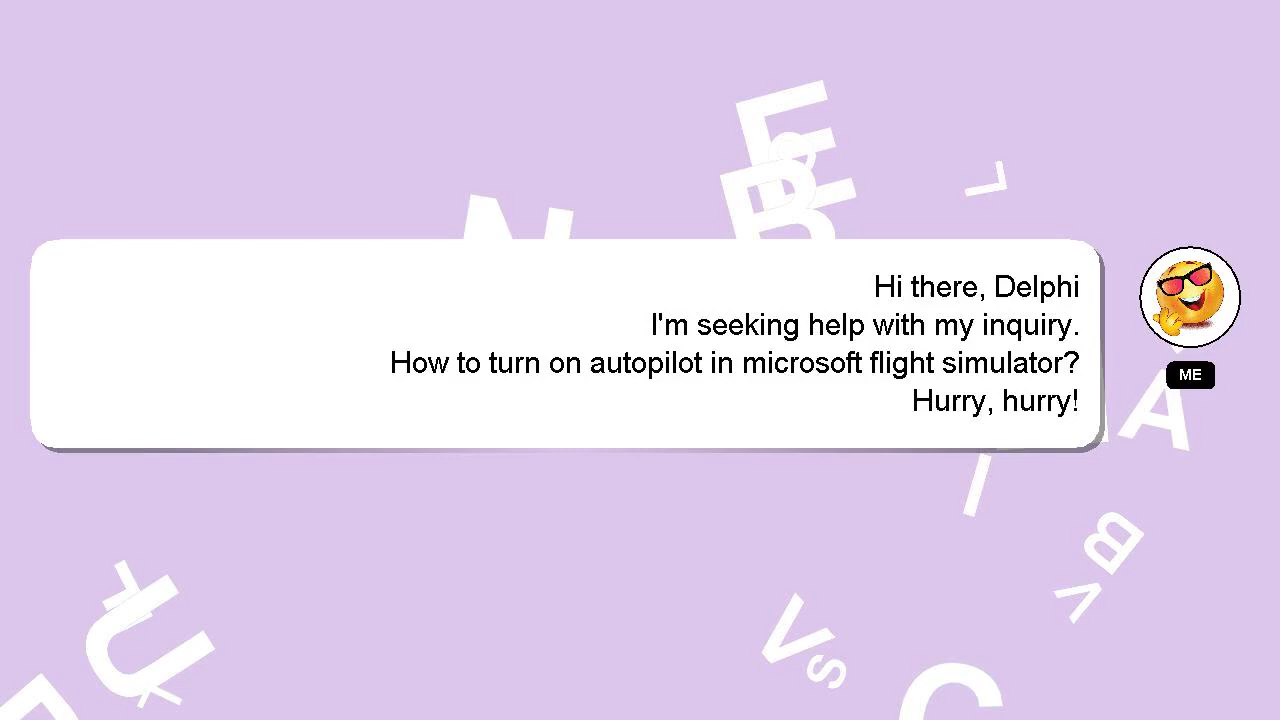 Hi there, Delphi
I'm seeking help with my inquiry.
How to turn on autopilot in microsoft flight simulator?
Hurry, hurry!
ME